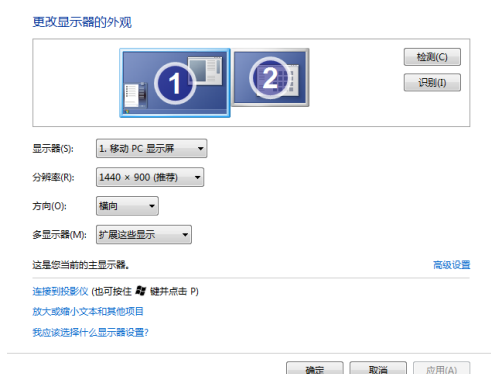 更改显示器的外观
1
2
检测(C)
识别(I)
显示器(S): 1. 移动 PC 显示屏
分辨率(R): 1440 × 900 (推荐)
方向(O): 横向
多显示器(M): 扩展这些显示
这是您当前的主显示器。 高级设置
连接到投影仪 (也可按住 键并点击 P)
放大或缩小文本和其他项目
我应该选择什么显示器设置?
确定 取消 应用(A)